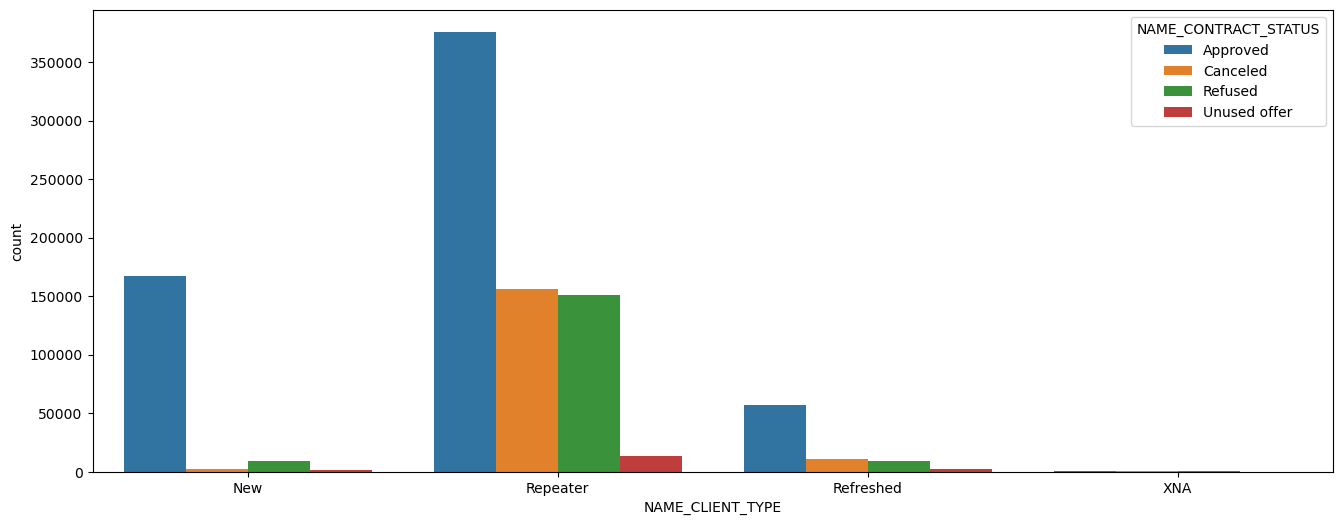 NAME_CONTRACT_STATUS
Approved
Canceled
Refused
Unused offer
350000
300000
250000
200000
150000
100000
50000
0
count
New Repeater Refreshed XNA
NAME_CLIENT_TYPE